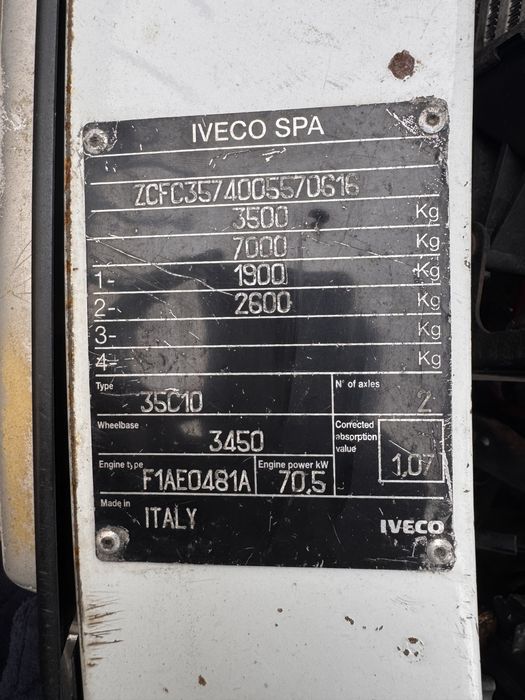 IVECO SPA
ZCFC3574005570616
3500 Kg
7000 Kg
1- 1900 Kg
2- 2600 Kg
3- Kg
4- Kg
Type 35C10 N° of axles 2
Wheelbase 3450 Corrected absorption value 1,07
Engine type F1AE0481A Engine power kW 70,5
Made in ITALY IVECO